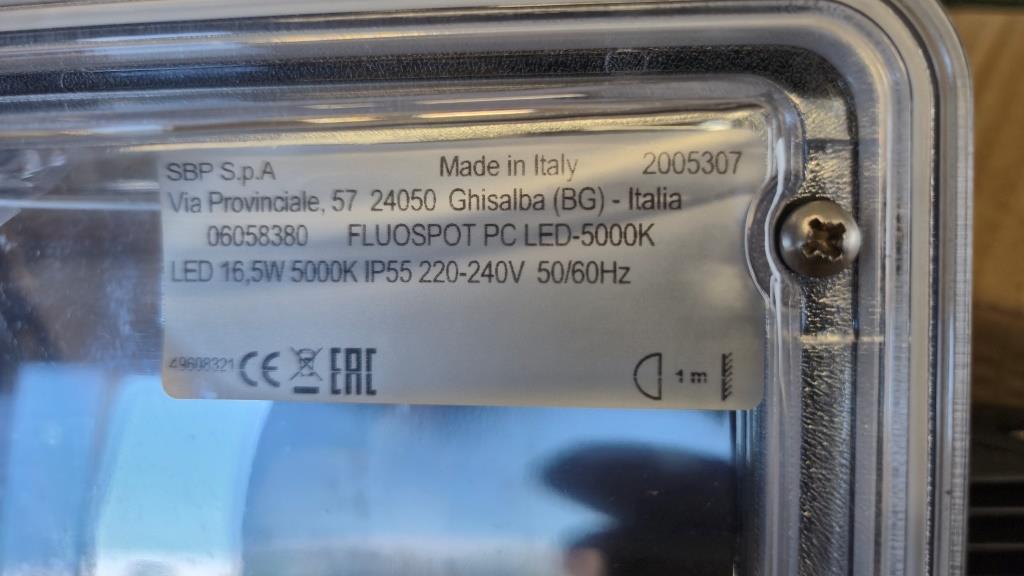 SBP S.p.A Made in Italy 2005307
Via Provinciale, 57 24050 Ghisalba (BG) - Italia
06058380 FLUOSPOT PC LED-5000K
LED 16,5W 5000K IP55 220-240V 50/60Hz
49608321 CE EAC 1 m